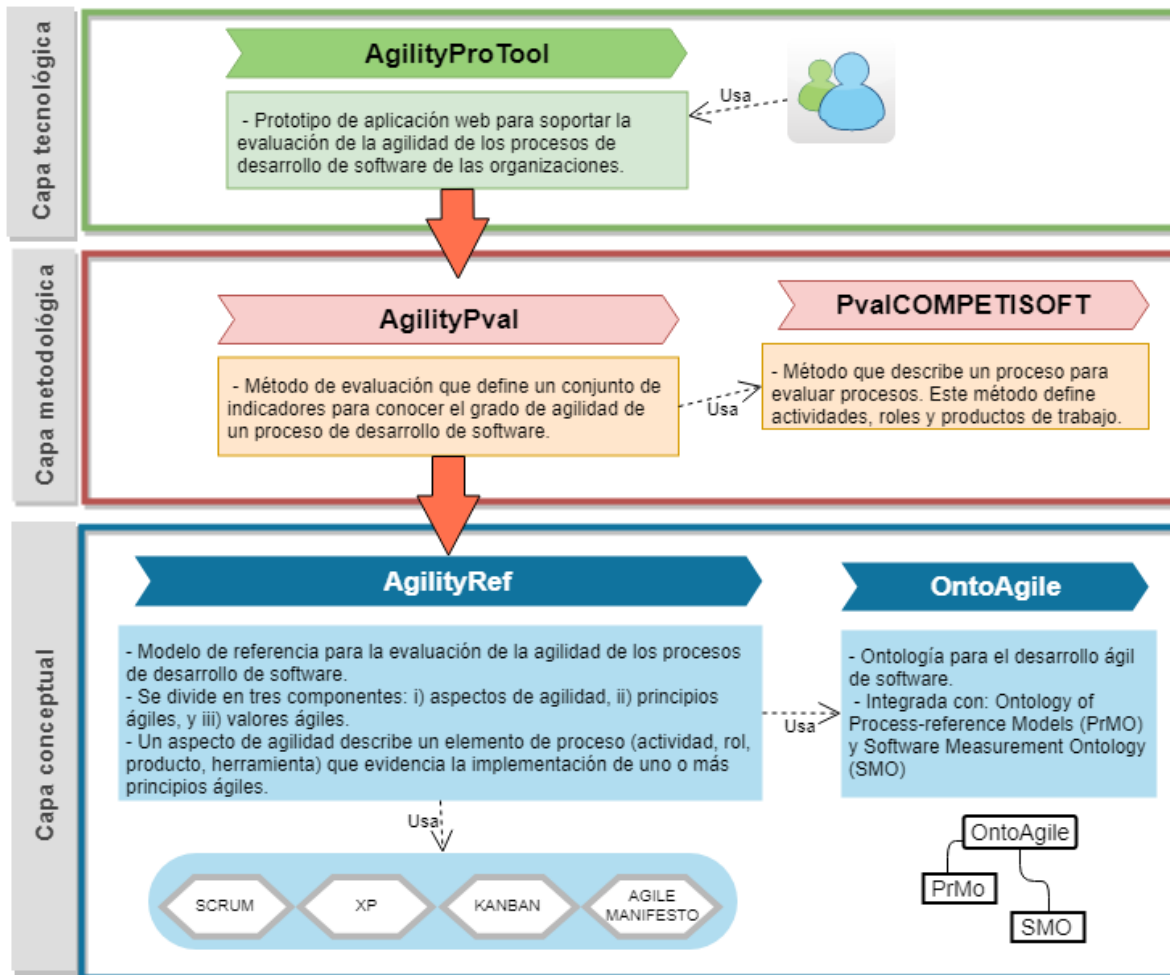 Capa tecnológica
AgilityProTool
- Prototipo de aplicación web para soportar la
evaluación de la agilidad de los procesos de
desarrollo de software de las organizaciones.
Usa
Capa metodológica
AgilityPval
- Método de evaluación que define un conjunto de
indicadores para conocer el grado de agilidad de
un proceso de desarrollo de software.
Usa
PvalCOMPETISOFT
- Método que describe un proceso para
evaluar procesos. Este método define
actividades, roles y productos de trabajo.
Capa conceptual
AgilityRef
- Modelo de referencia para la evaluación de la agilidad de los procesos
de desarrollo de software.
- Se divide en tres componentes: i) aspectos de agilidad, ii) principios
ágiles, y iii) valores ágiles.
- Un aspecto de agilidad describe un elemento de proceso (actividad, rol,
producto, herramienta) que evidencia la implementación de uno o más
principios ágiles.
Usa
OntoAgile
- Ontología para el desarrollo ágil
de software.
- Integrada con: Ontology of
Process-reference Models (PrMO)
y Software Measurement Ontology
(SMO)
Usa
SCRUM
XP
KANBAN
AGILE
MANIFESTO
OntoAgile
PrMo
SMO